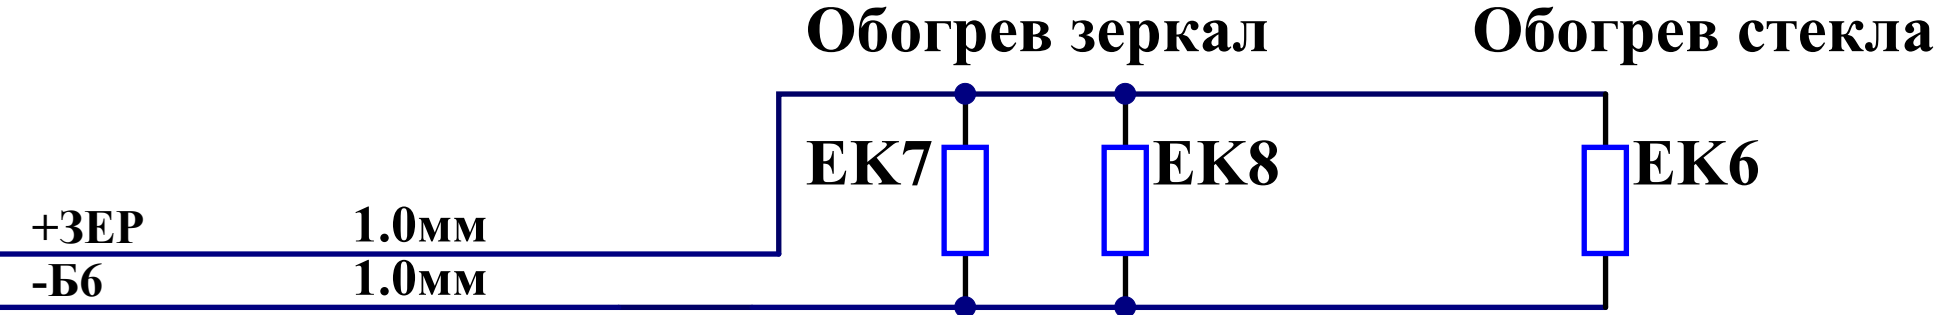 Обогрев зеркал
Обогрев стекла
EK7
EK8
EK6
+ЗЕР 1.0мм
-Б6 1.0мм